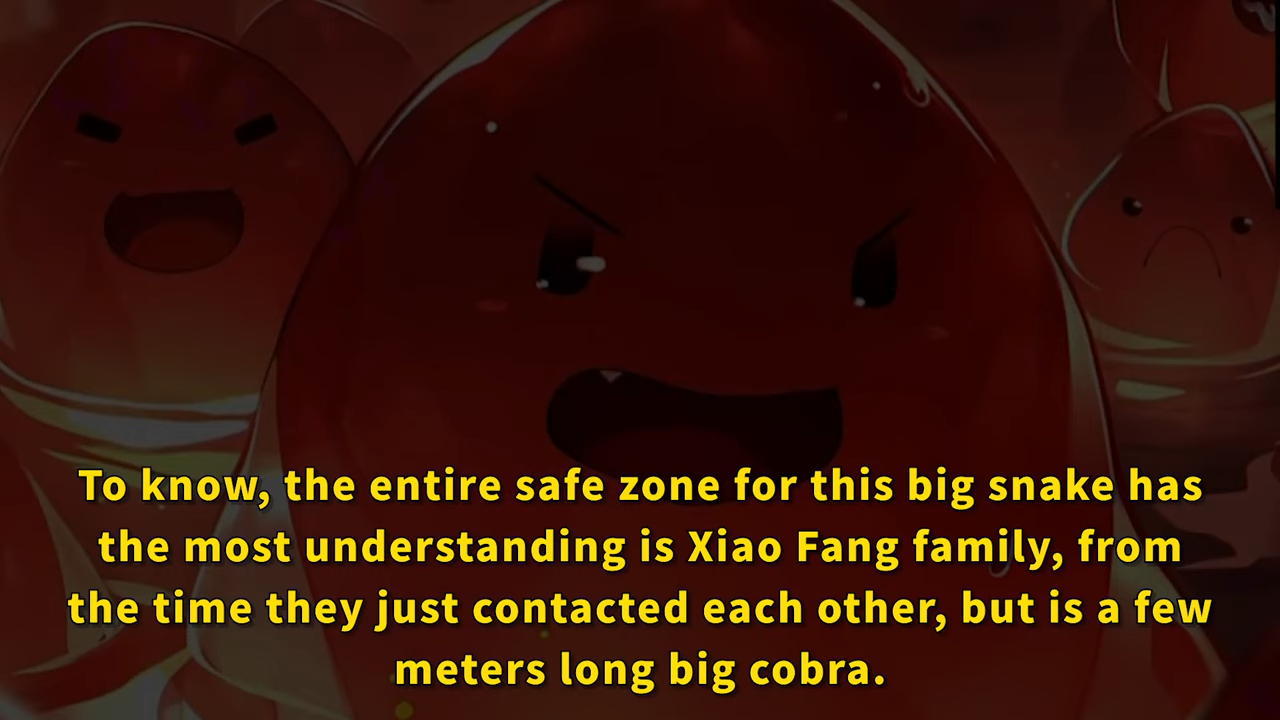 To know, the entire safe zone for this big snake has
the most understanding is Xiao Fang family, from
the time they just contacted each other, but is a few
meters long big cobra.